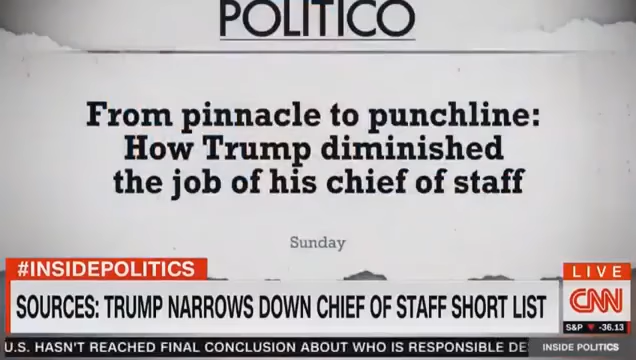 POLITICO
From pinnacle to punchline:
How Trump diminished
the job of his chief of staff
Sunday
#INSIDEPOLITICS
LIVE
SOURCES: TRUMP NARROWS DOWN CHIEF OF STAFF SHORT LIST
CNN
S&P ▼ -36.13
U.S. HASN'T REACHED FINAL CONCLUSION ABOUT WHO IS RESPONSIBLE
INSIDE POLITICS